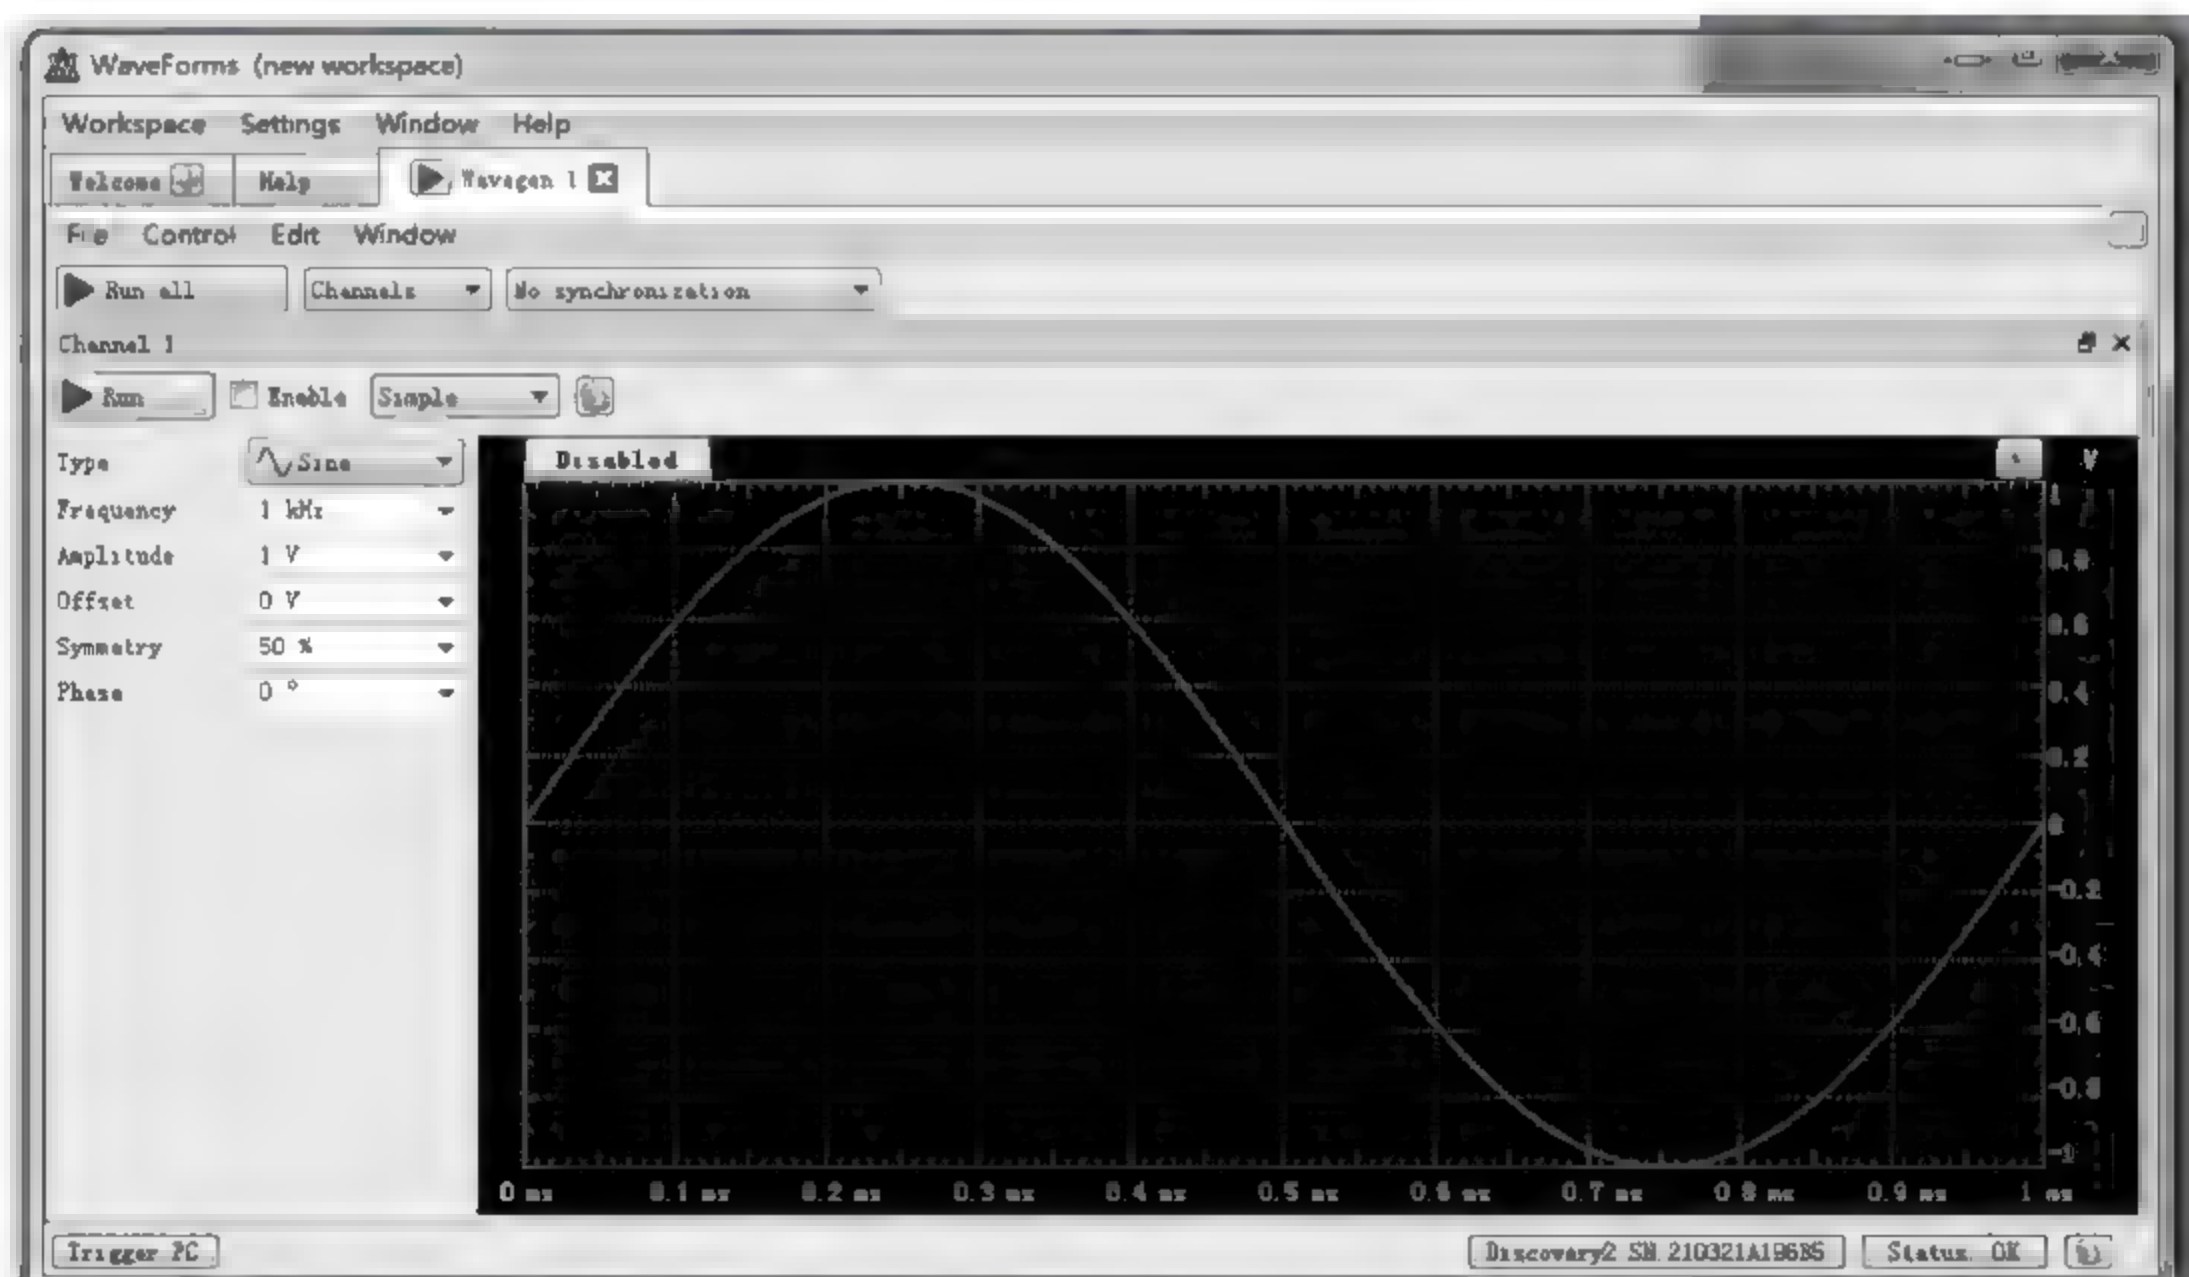 WaveForms (new workspace)
Workspace Settings Window Help
Welcome Help Wavegen 1
File Control Edit Window
Run all Channels No synchronization
Channel 1
Run Enable Simple
Type Sine
Disabled V
Frequency 1 kHz
Amplitude 1 V
Offset 0 V
Symmetry 50 %
Phase 0 °
1
0.8
0.6
0.4
0.2
0
-0.2
-0.4
-0.6
-0.8
-1
0 ms 0.1 ms 0.2 ms 0.3 ms 0.4 ms 0.5 ms 0.6 ms 0.7 ms 0.8 ms 0.9 ms 1 ms
Trigger PC Discovery2 Status: OK